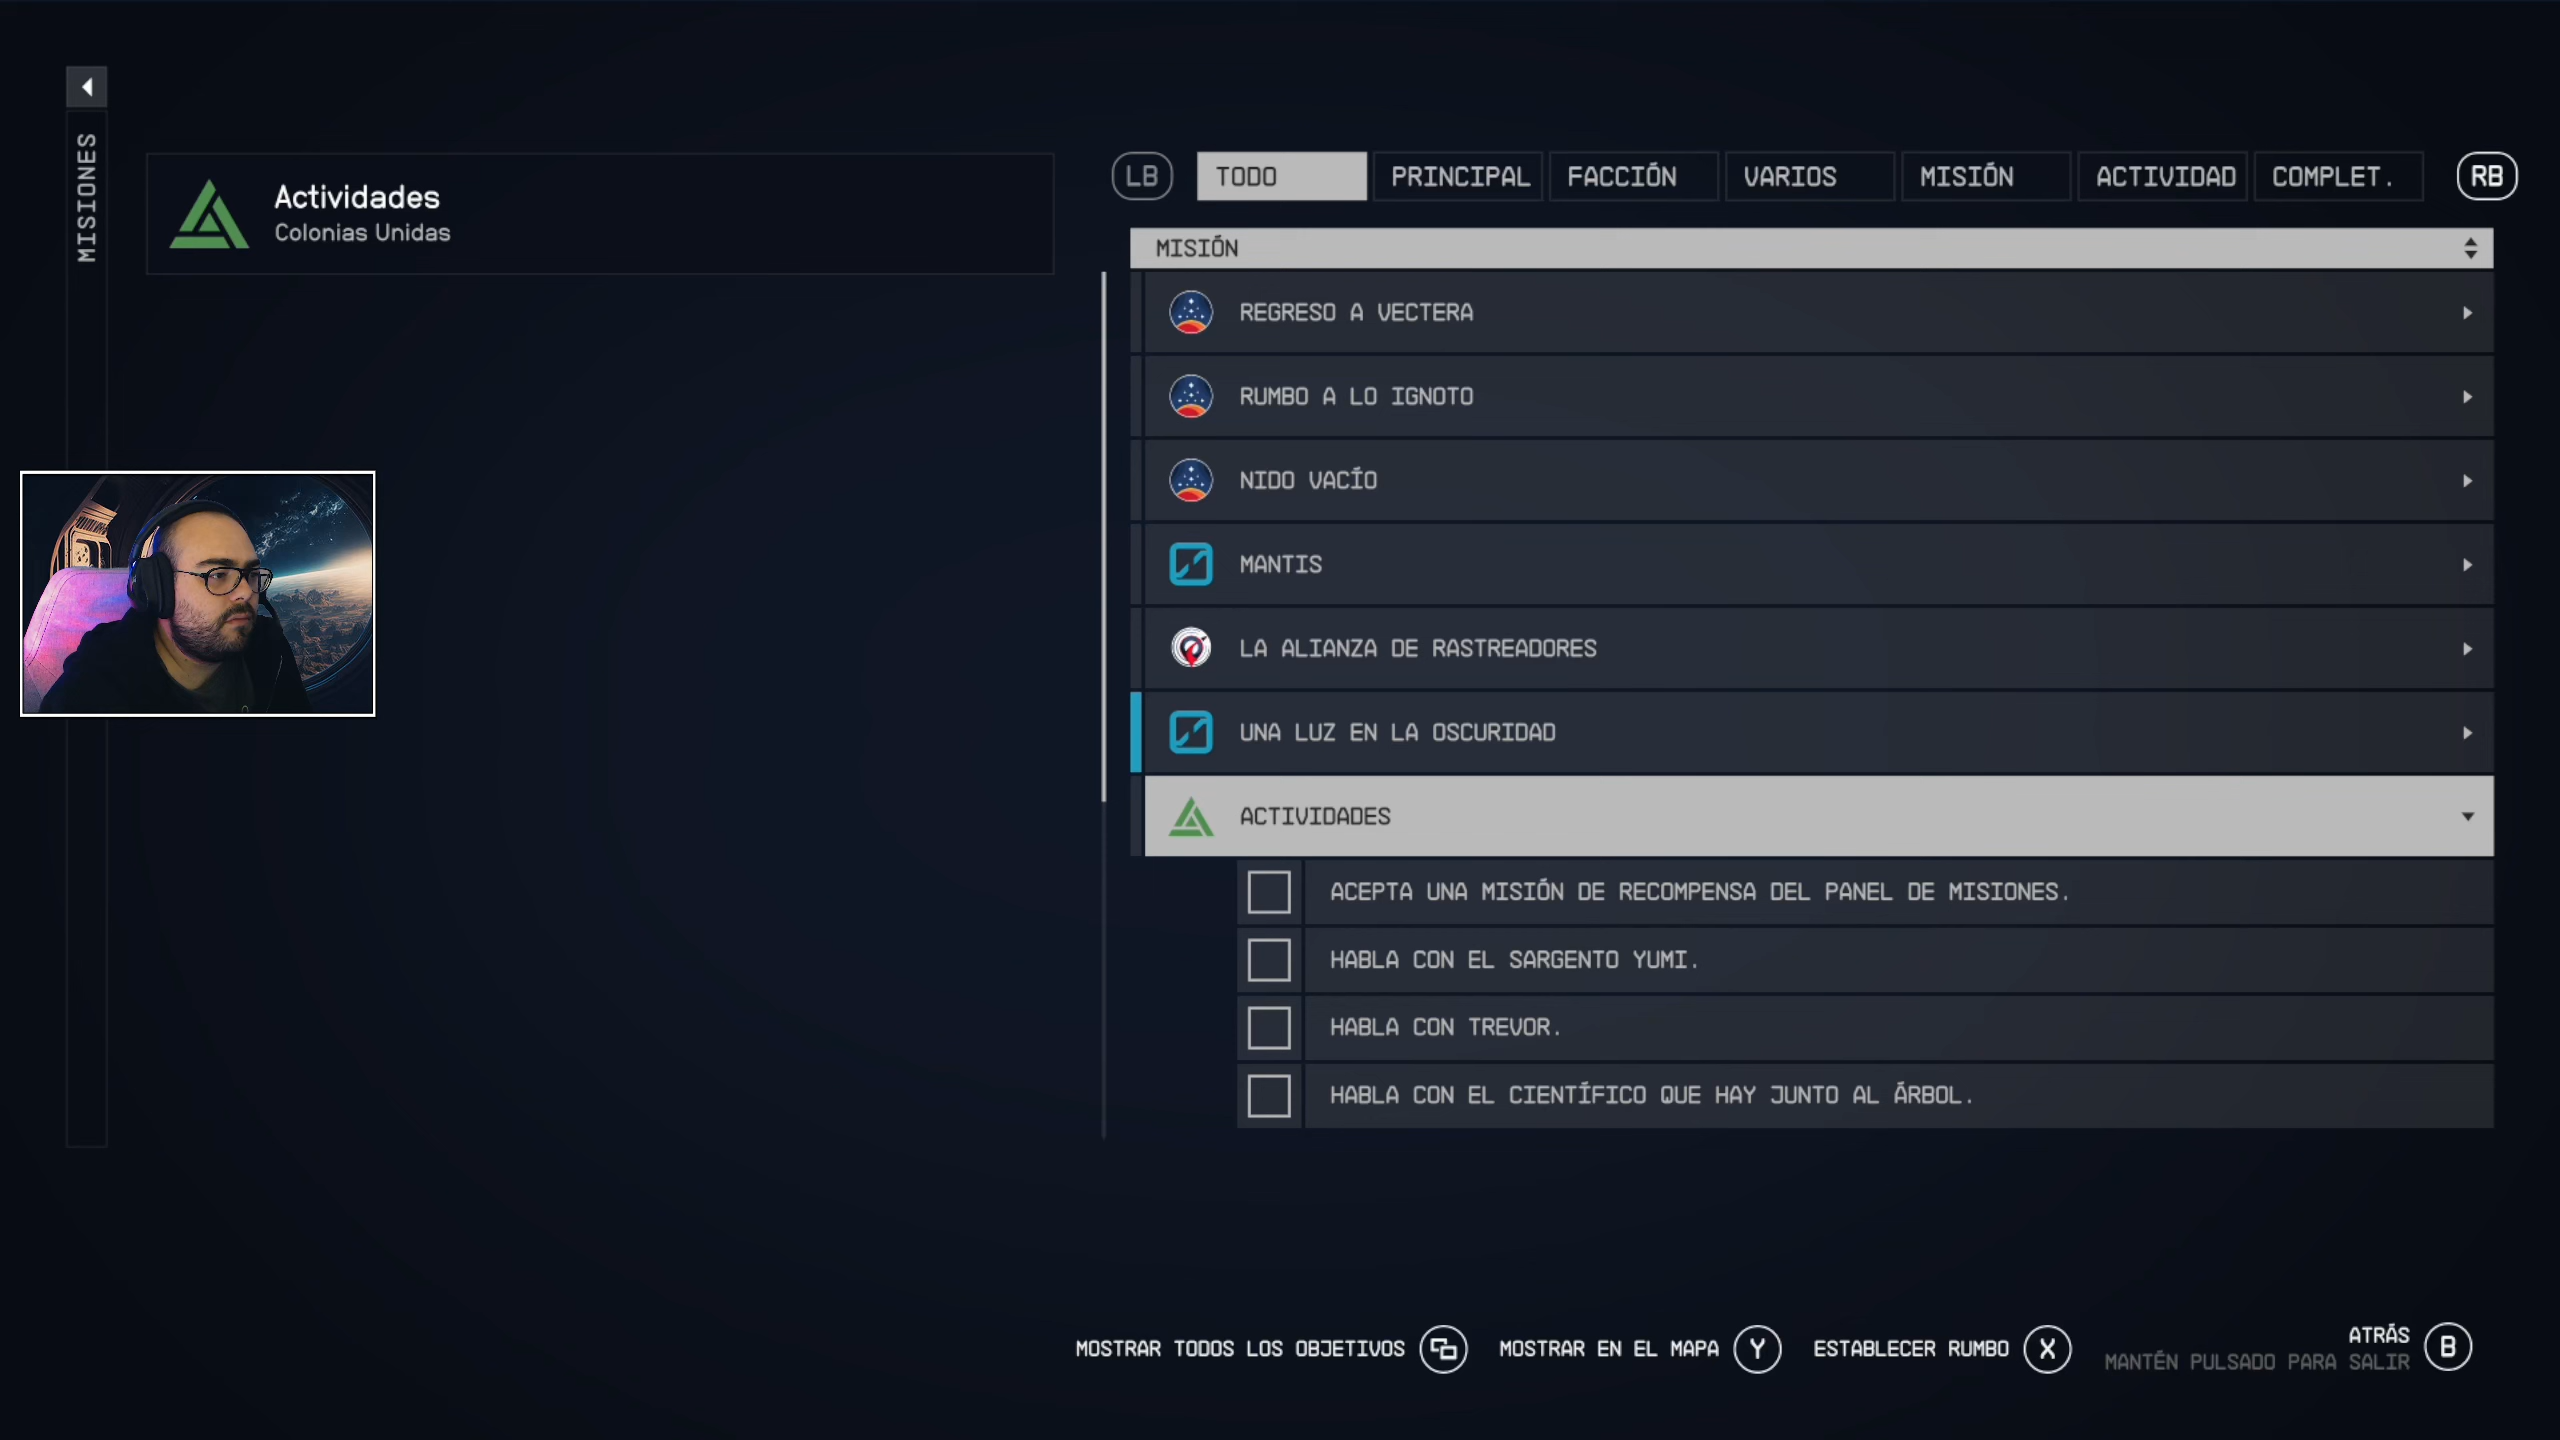 MISIONES
Actividades
Colonias Unidas
LB
TODO
PRINCIPAL
FACCIÓN
VARIOS
MISIÓN
ACTIVIDAD
COMPLET.
RB
MISIÓN
REGRESO A VECTERA
RUMBO A LO IGNOTO
NIDO VACÍO
MANTIS
LA ALIANZA DE RASTREADORES
UNA LUZ EN LA OSCURIDAD
ACTIVIDADES
ACEPTA UNA MISIÓN DE RECOMPENSA DEL PANEL DE MISIONES.
HABLA CON EL SARGENTO YUMI.
HABLA CON TREVOR.
HABLA CON EL CIENTÍFICO QUE HAY JUNTO AL ÁRBOL.
MOSTRAR TODOS LOS OBJETIVOS
MOSTRAR EN EL MAPA Y
ESTABLECER RUMBO X
ATRÁS B
MANTÉN PULSADO PARA SALIR